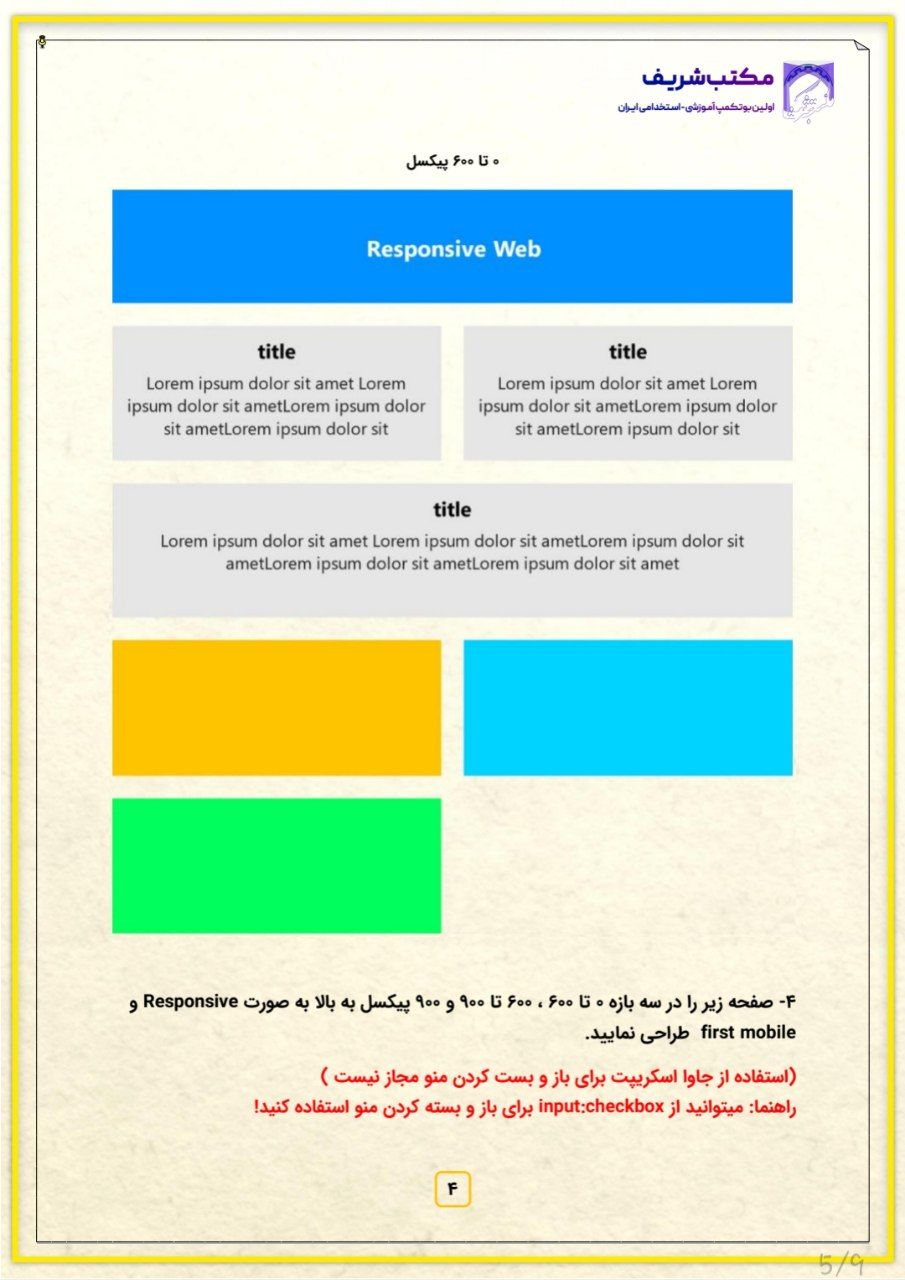 مکتب شریف
اولین بوتکمپ آموزشی - استخدامی ایران
۰ تا ۶۰۰ پیکسل
Responsive Web
title
Lorem ipsum dolor sit amet Lorem
ipsum dolor sit ametLorem ipsum dolor
sit ametLorem ipsum dolor sit
title
Lorem ipsum dolor sit amet Lorem
ipsum dolor sit ametLorem ipsum dolor
sit ametLorem ipsum dolor sit
title
Lorem ipsum dolor sit amet Lorem ipsum dolor sit ametLorem ipsum dolor sit
ametLorem ipsum dolor sit ametLorem ipsum dolor sit amet
۴- صفحه زیر را در سه بازه ۰ تا ۶۰۰ ، ۶۰۰ تا ۹۰۰ و ۹۰۰ پیکسل به بالا به صورت Responsive و
first mobile طراحی نمایید.
(استفاده از جاوا اسکریپت برای باز و بست کردن منو مجاز نیست )
راهنما: میتوانید از input:checkbox برای باز و بسته کردن منو استفاده کنید!
۴
5/9